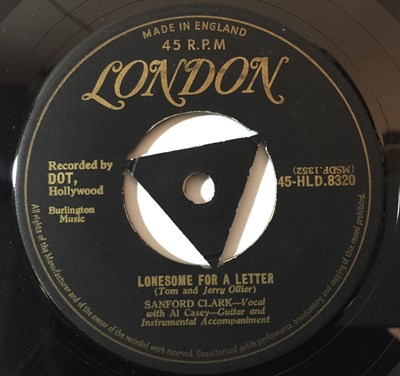 MADE IN ENGLAND
45 R.P.M
LONDON
Recorded by
DOT,
Hollywood
Burlington
Music
(MSDF.1352)
45-HLD.8320
LONESOME FOR A LETTER
(Tom and Jerry Ollier)
SANFORD CLARK—Vocal
with Al Casey—Guitar and
Instrumental Accompaniment
All rights of the Manufacturer and of the owner of the recorded work reserved. Unauthorised public performance, broadcasting and copying of this record prohibited.